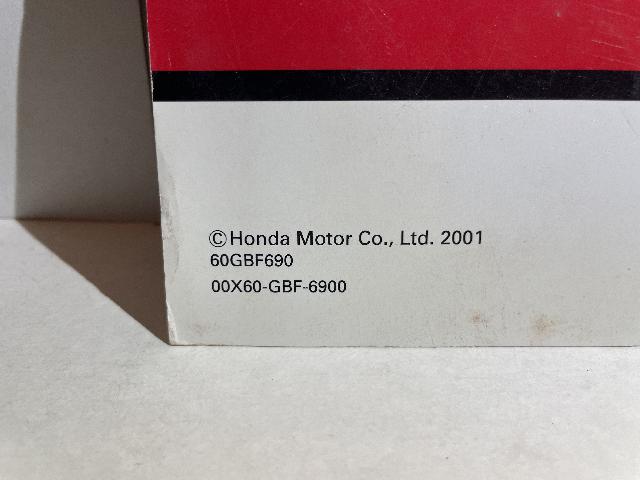 ©Honda Motor Co., Ltd. 2001
60GBF690
00X60-GBF-6900